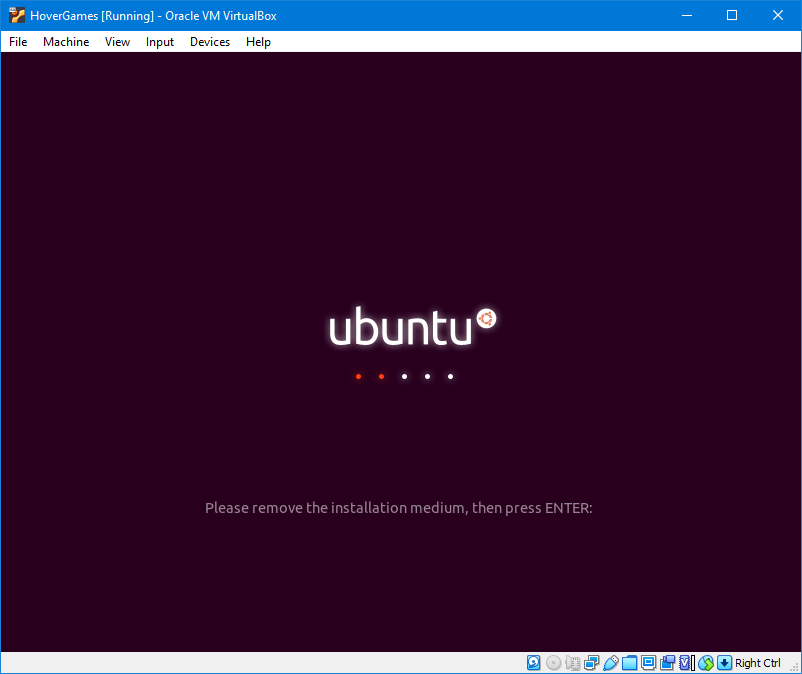 HoverGames [Running] - Oracle VM VirtualBox
File Machine View Input Devices Help
ubuntu
Please remove the installation medium, then press ENTER:
Right Ctrl